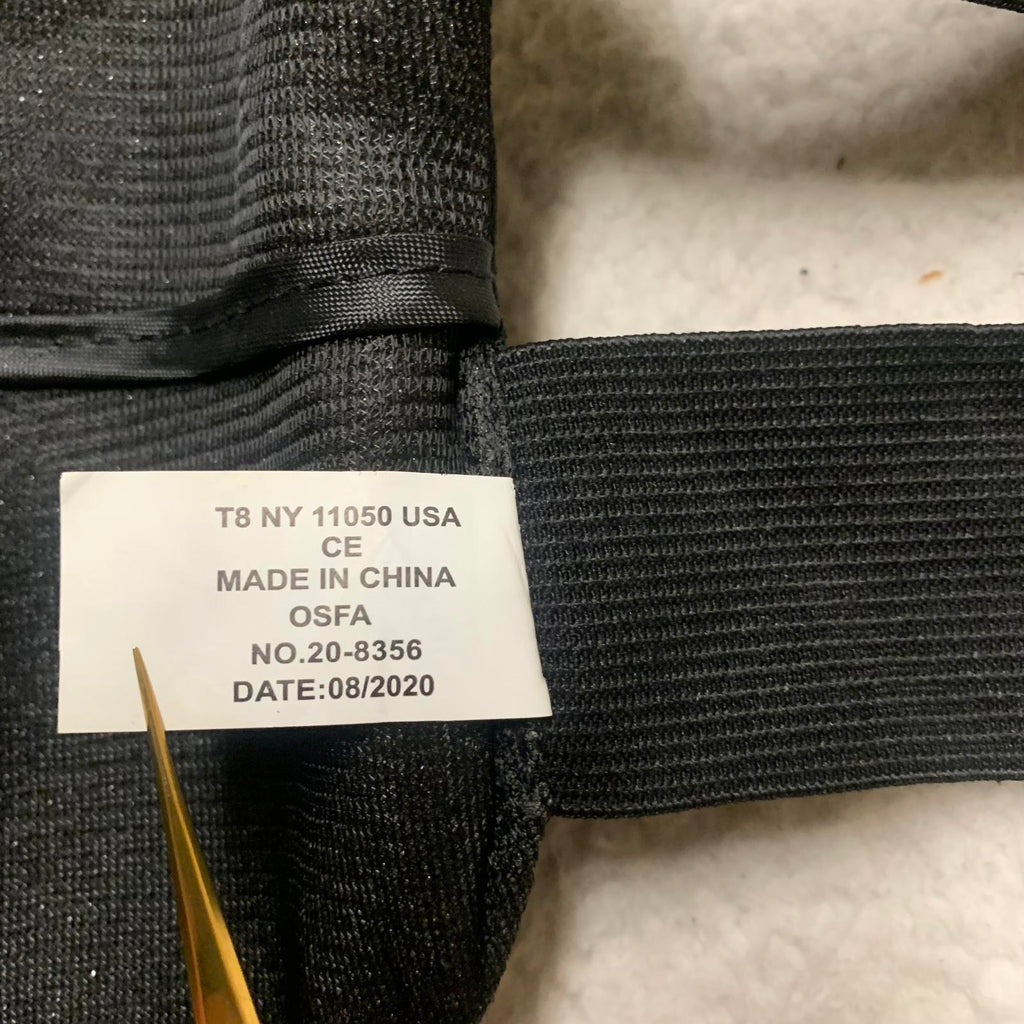 T8 NY 11050 USA
CE
MADE IN CHINA
OSFA
NO.20-8356
DATE:08/2020